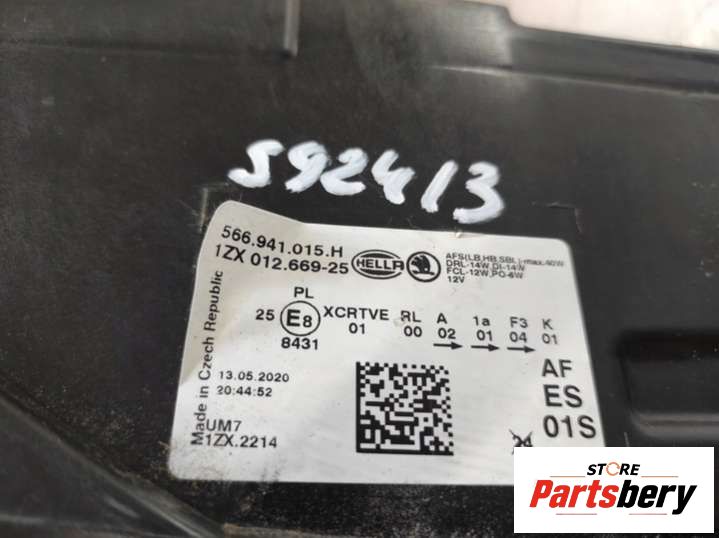 592413
566.941.015.H
1ZX 012.669-25
HELLA
AFS(LB,HB,SBL)-max.40W
DRL-14W,DI-14W
FCL-12W,PO-6W
12V
PL
25 E8 XCRTVE RL A 1a F3 K
8431 01 00 02 01 04 01
Made in Czech Republic
13.05.2020
20:44:52
UM7
1ZX.2214
AF
ES
01S
24
STORE
Partsbery